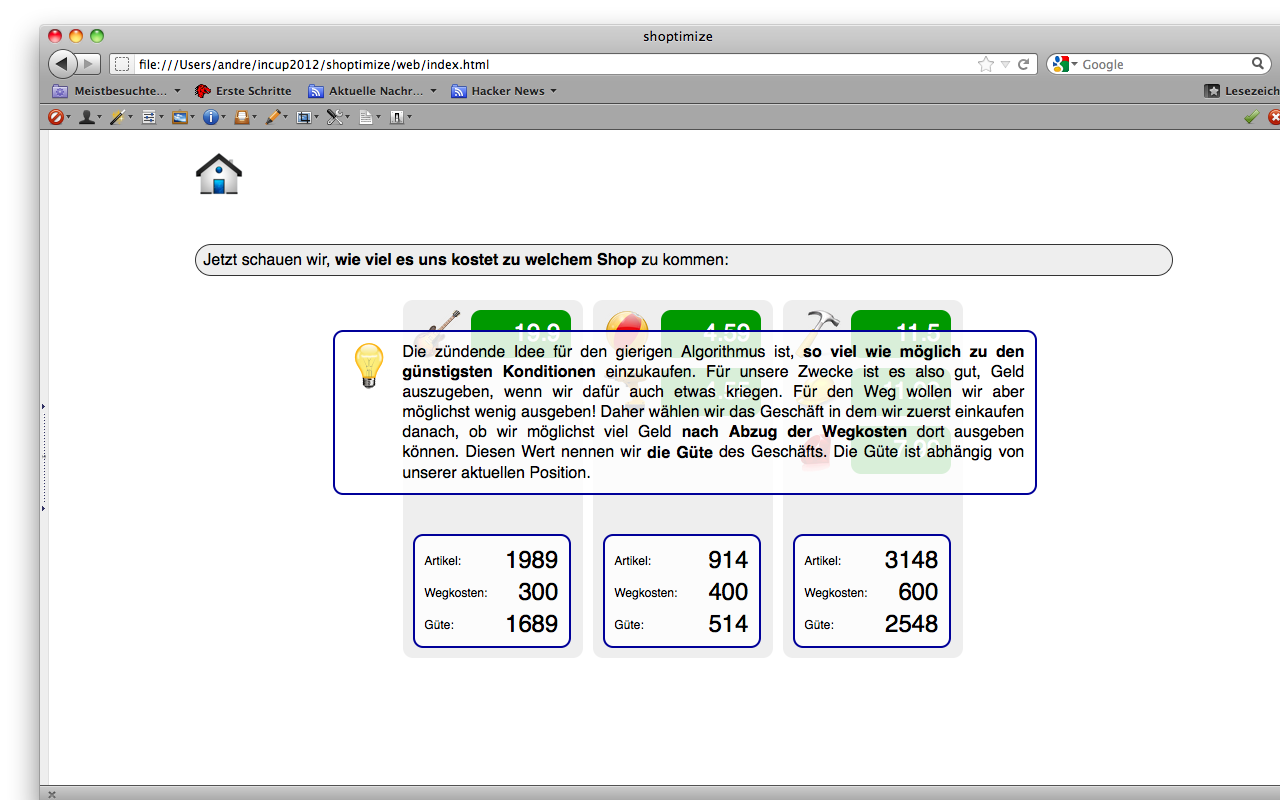 shoptimize
file:///Users/andre/incup2012/shoptimize/web/index.html
Google
Meistbesuchte... Erste Schritte Aktuelle Nachr... Hacker News Lesezeich
Jetzt schauen wir, wie viel es uns kostet zu welchem Shop zu kommen:
19.9 4.59 11.5
Die zündende Idee für den gierigen Algorithmus ist, so viel wie möglich zu den
günstigsten Konditionen einzukaufen. Für unsere Zwecke ist es also gut, Geld
auszugeben, wenn wir dafür auch etwas kriegen. Für den Weg wollen wir aber
möglichst wenig ausgeben! Daher wählen wir das Geschäft in dem wir zuerst einkaufen
danach, ob wir möglichst viel Geld nach Abzug der Wegkosten dort ausgeben
können. Diesen Wert nennen wir die Güte des Geschäfts. Die Güte ist abhängig von
unserer aktuellen Position.
Artikel: 1989
Wegkosten: 300
Güte: 1689
Artikel: 914
Wegkosten: 400
Güte: 514
Artikel: 3148
Wegkosten: 600
Güte: 2548